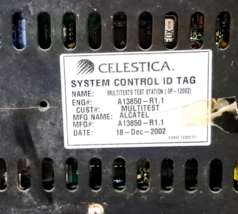 CELESTICA.
SYSTEM CONTROL ID TAG
NAME: MULTITESTS TEST STATION ( SP-12002)
ENG#: A13850-R1.1
CUST#: MULTITEST
MFG NAME: ALCATEL
MFG#: A13850-R1.1
DATE: 18-Dec-2002